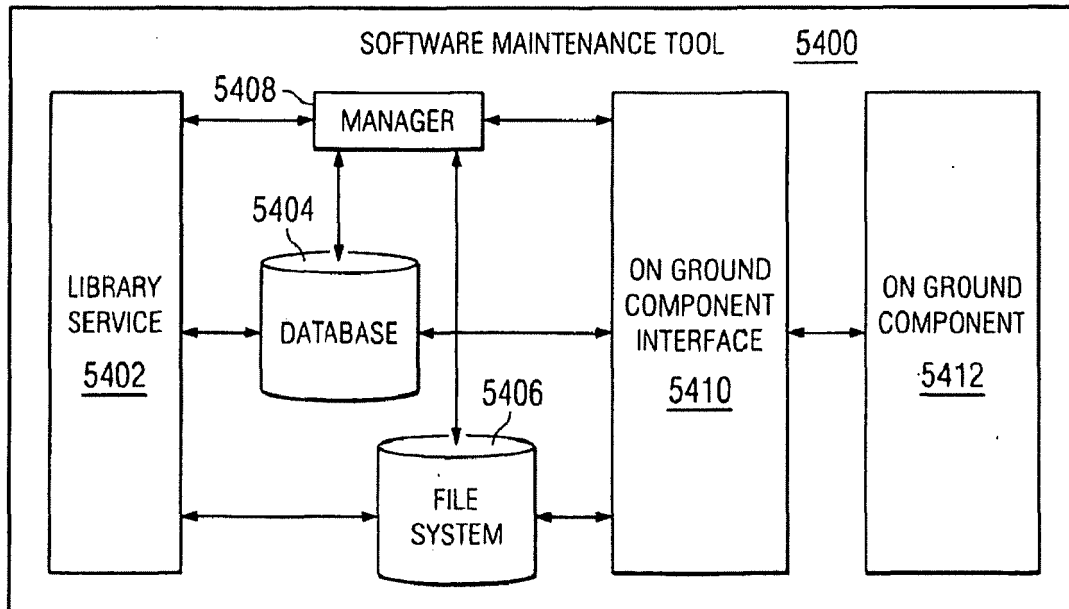 SOFTWARE MAINTENANCE TOOL 5400
5408
MANAGER
5404
LIBRARY
SERVICE
5402
DATABASE
ON GROUND
COMPONENT
INTERFACE
5410
ON GROUND
COMPONENT
5412
5406
FILE
SYSTEM